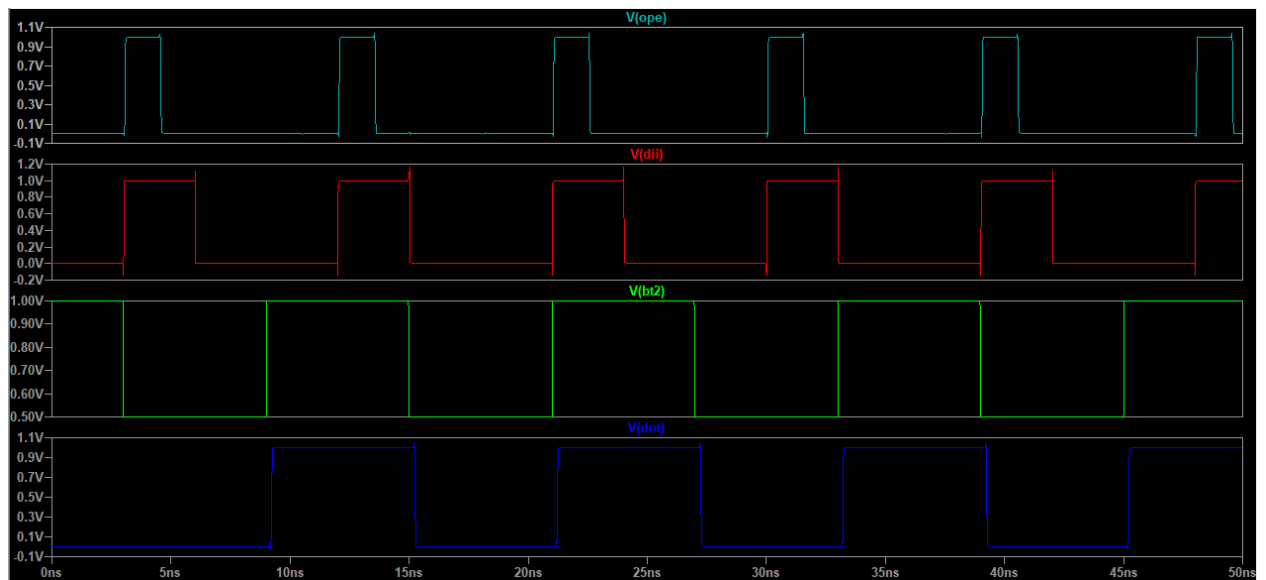 V(ope)
1.1V
0.9V
0.7V
0.5V
0.3V
0.1V
-0.1V
V(dii)
1.2V
1.0V
0.8V
0.6V
0.4V
0.2V
0.0V
-0.2V
V(bt2)
1.00V
0.90V
0.80V
0.70V
0.60V
0.50V
V(dot)
1.1V
0.9V
0.7V
0.5V
0.3V
0.1V
-0.1V
0ns 5ns 10ns 15ns 20ns 25ns 30ns 35ns 40ns 45ns 50ns